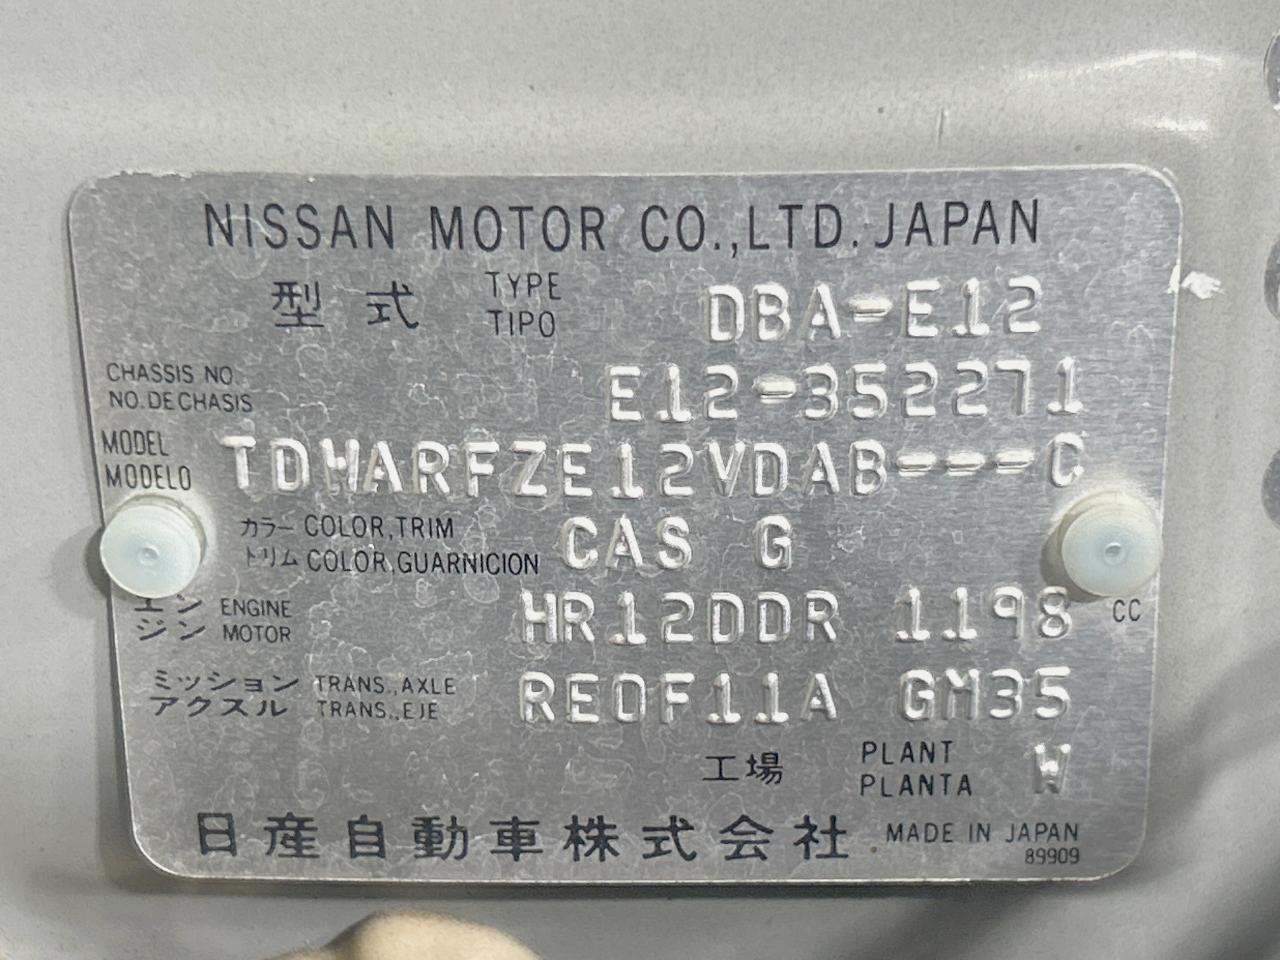 NISSAN MOTOR CO.,LTD.JAPAN
型式 TYPE DBA-E12
TIPO
CHASSIS NO. E12-352271
NO.DE CHASIS
MODEL TDWARFZE12VDAB---C
MODELO
カラー COLOR,TRIM CAS G
トリム COLOR,GUARNICION
エン ENGINE HR12DDR 1198 CC
ジン MOTOR
ミッション TRANS.,AXLE RE0F11A GM35
アクスル TRANS.,EJE
工場 PLANT W
PLANTA
日産自動車株式会社 MADE IN JAPAN
89909